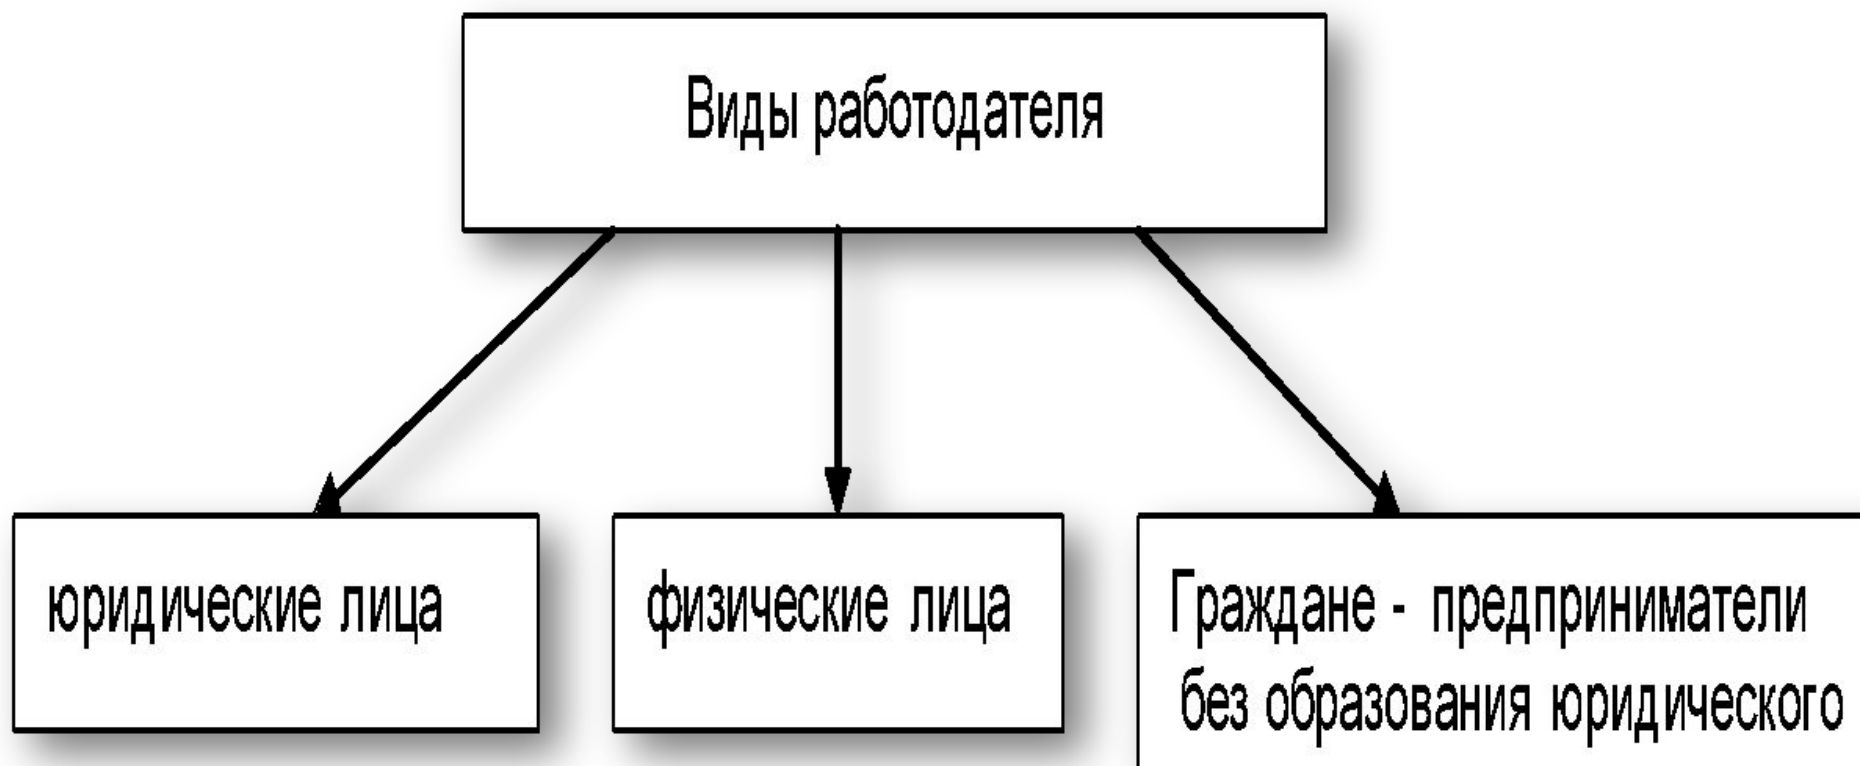 Виды работодателя
юридические лица
физические лица
Граждане - предприниматели
без образования юридического